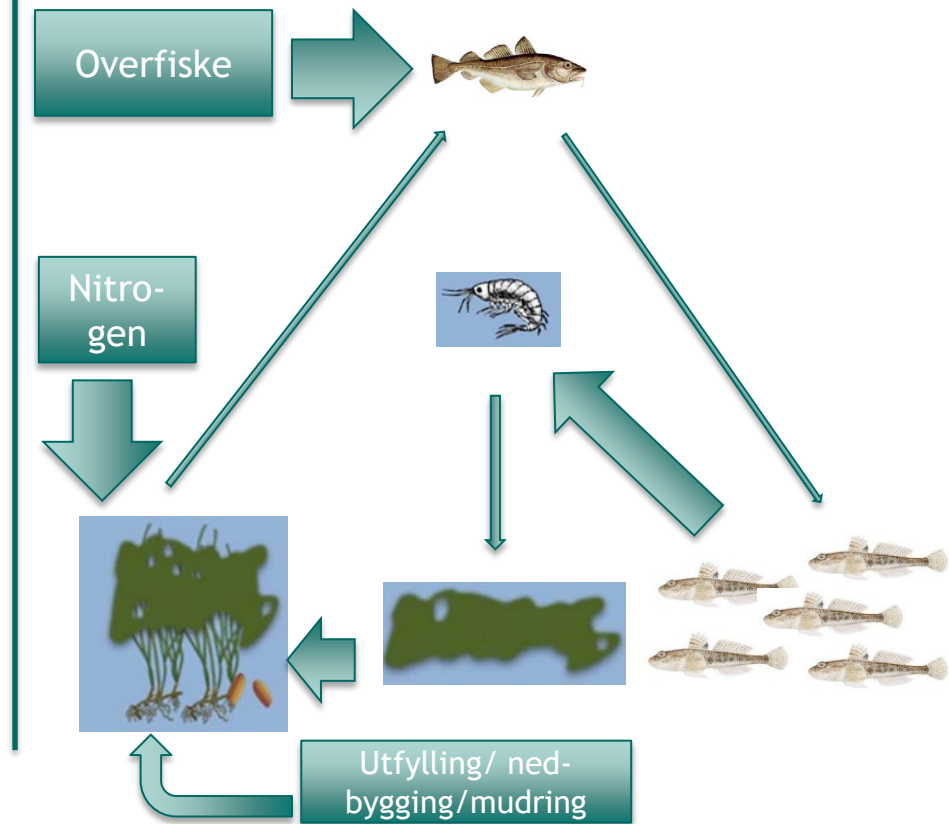 Overfiske
Nitro-
gen
Utfylling/ ned-
bygging/mudring